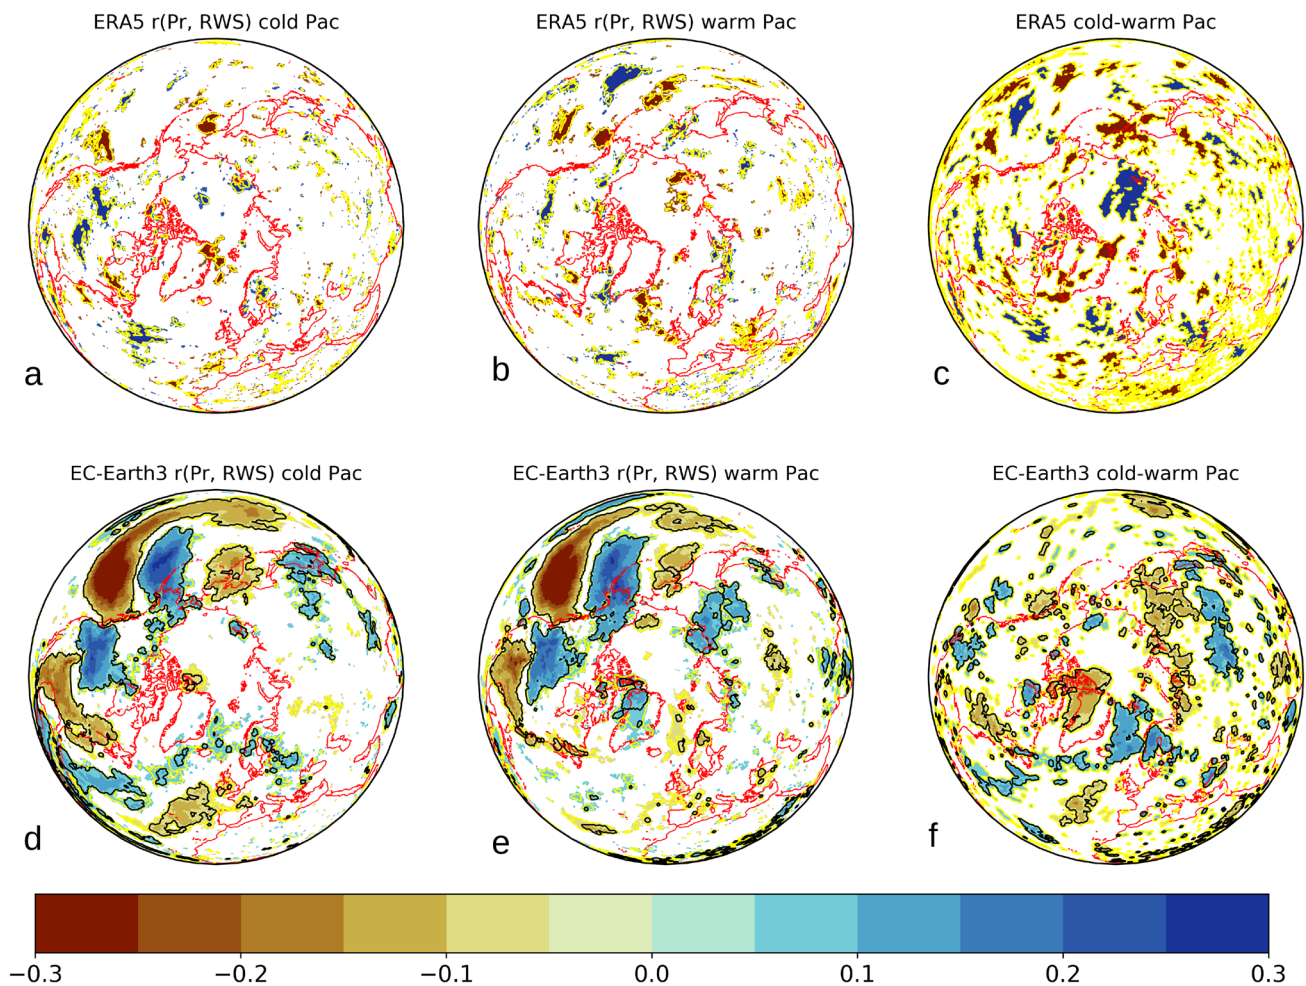 ERA5 r(Pr, RWS) cold Pac
ERA5 r(Pr, RWS) warm Pac
ERA5 cold-warm Pac
a
b
c
EC-Earth3 r(Pr, RWS) cold Pac
EC-Earth3 r(Pr, RWS) warm Pac
EC-Earth3 cold-warm Pac
d
e
f
−0.3
−0.2
−0.1
0.0
0.1
0.2
0.3